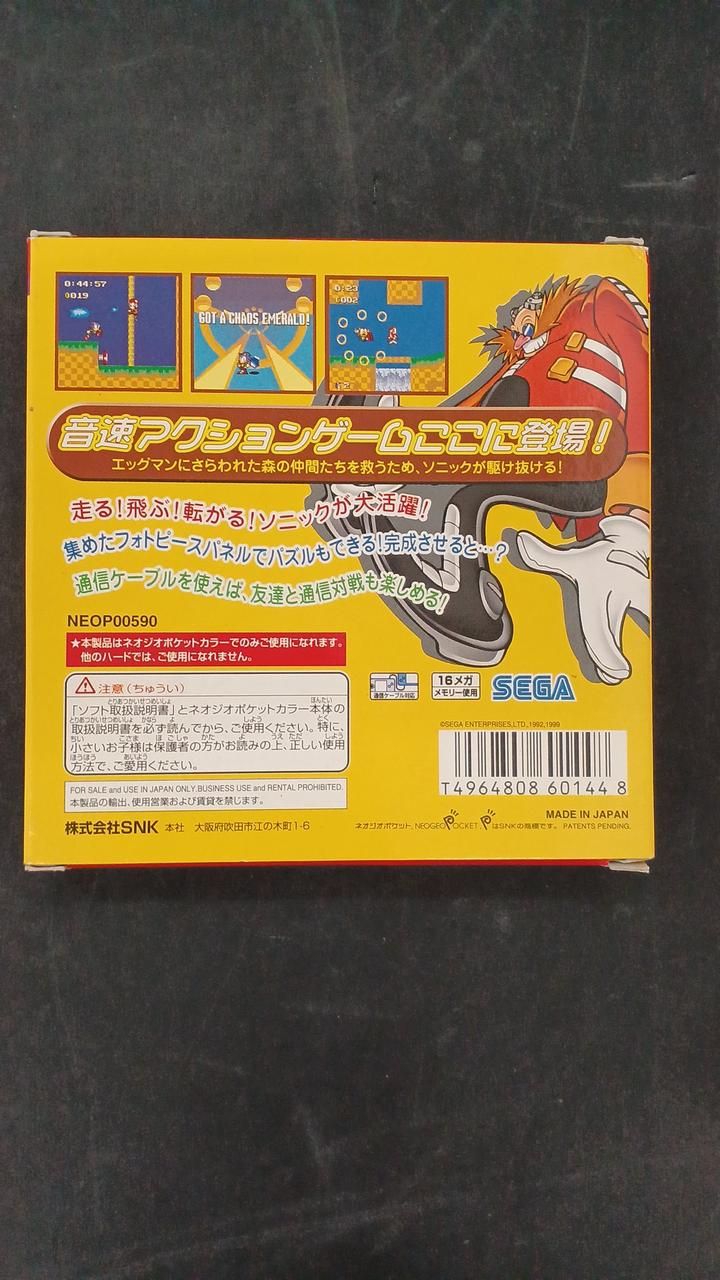 0:44:57
019
GOT A CHAOS EMERALD!
0:23
002
2
音速アクションゲームここに登場!
エッグマンにさらわれた森の仲間たちを救うため、ソニックが駆け抜ける!
走る!飛ぶ!転がる!ソニックが大活躍!
集めたフォトピースパネルでパズルもできる!完成させると…?
通信ケーブルを使えば、友達と通信対戦も楽しめる!
NEOP00590
★本製品はネオジオポケットカラーでのみご使用になれます。
他のハードでは、ご使用になれません。
注意(ちゅうい)
「ソフト取扱説明書」とネオジオポケットカラー本体の
取扱説明書を必ず読んでから、ご使用ください。特に、
小さいお子様は保護者の方がお読みの上、正しい使用
方法で、ご愛用ください。
FOR SALE and USE IN JAPAN ONLY.BUSINESS USE and RENTAL PROHIBITED.
本製品の輸出、使用営業および賃貸を禁じます。
株式会社SNK 本社 大阪府吹田市江の木町1-6
通信ケーブル対応
16メガ
メモリー使用
SEGA
©SEGA ENTERPRISES,LTD.,1992,1999
T4964808 60144 8
MADE IN JAPAN
ネオジオポケット、NEOGEO POCKET、PはSNKの商標です。 PATENTS PENDING.